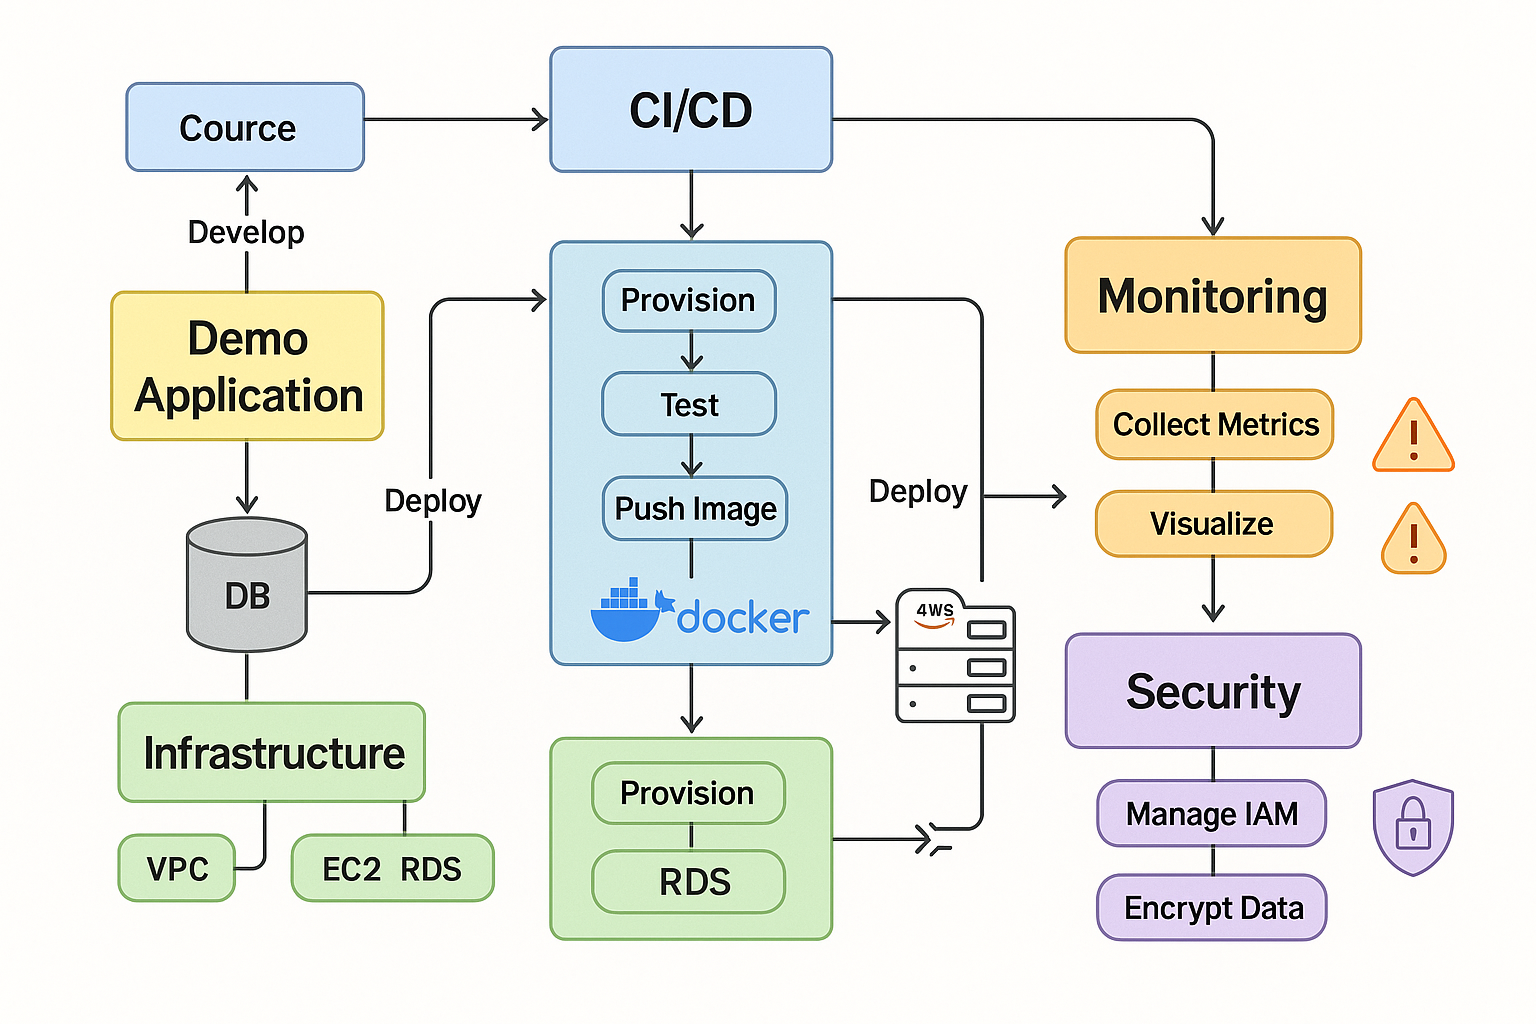 Cource
CI/CD
Develop
Demo
Application
Provision
Test
Push Image
docker
Deploy
DB
Deploy
4WS
Monitoring
Collect Metrics
Visualize
Infrastructure
VPC
EC2 RDS
Provision
RDS
Security
Manage IAM
Encrypt Data